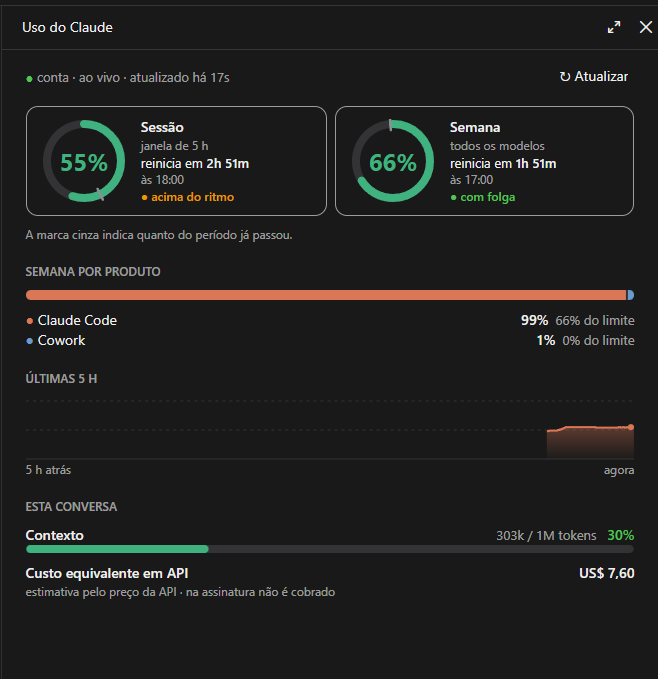 Uso do Claude
● conta · ao vivo · atualizado há 17s
↻ Atualizar
55%
Sessão
janela de 5 h
reinicia em 2h 51m
às 18:00
● acima do ritmo
66%
Semana
todos os modelos
reinicia em 1h 51m
às 17:00
● com folga
A marca cinza indica quanto do período já passou.
SEMANA POR PRODUTO
● Claude Code 99% 66% do limite
● Cowork 1% 0% do limite
ÚLTIMAS 5 H
5 h atrás agora
ESTA CONVERSA
Contexto 303k / 1M tokens 30%
Custo equivalente em API US$ 7,60
estimativa pelo preço da API · na assinatura não é cobrado